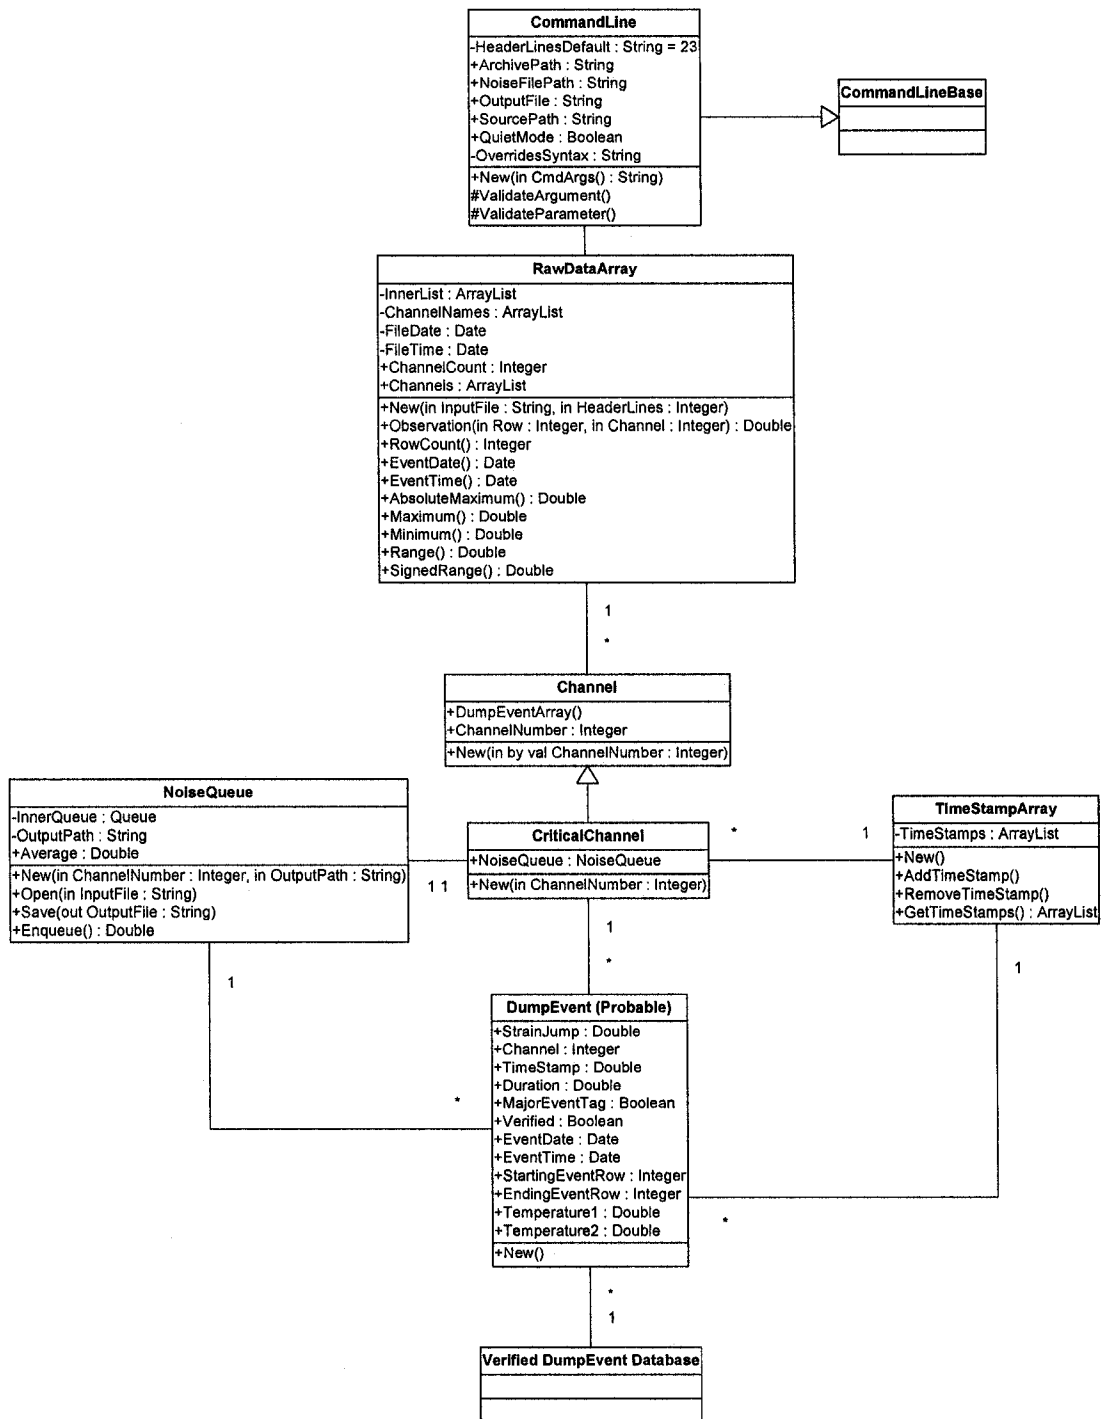 CommandLine
-HeaderLinesDefault : String = 23
+ArchivePath : String
+NoiseFilePath : String
+OutputFile : String
+SourcePath : String
+QuietMode : Boolean
-OverridesSyntax : String
+New(in CmdArgs() : String)
#ValidateArgument()
#ValidateParameter()
CommandLineBase
RawDataArray
-InnerList : ArrayList
-ChannelNames : ArrayList
-FileDate : Date
-FileTime : Date
+ChannelCount : Integer
+Channels : ArrayList
+New(in InputFile : String, in HeaderLines : Integer)
+Observation(in Row : Integer, in Channel : Integer) : Double
+RowCount() : Integer
+EventDate() : Date
+EventTime() : Date
+AbsoluteMaximum() : Double
+Maximum() : Double
+Minimum() : Double
+Range() : Double
+SignedRange() : Double
1
*
Channel
+DumpEventArray()
+ChannelNumber : Integer
+New(in by val ChannelNumber : Integer)
NoiseQueue
-InnerQueue : Queue
-OutputPath : String
+Average : Double
+New(in ChannelNumber : Integer, in OutputPath : String)
+Open(in InputFile : String)
+Save(out OutputFile : String)
+Enqueue() : Double
1 1
CriticalChannel
+NoiseQueue : NoiseQueue
+New(in ChannelNumber : Integer)
*
1
TimeStampArray
-TimeStamps : ArrayList
+New()
+AddTimeStamp()
+RemoveTimeStamp()
+GetTimeStamps() : ArrayList
1
*
1
1
DumpEvent (Probable)
+StrainJump : Double
+Channel : Integer
+TimeStamp : Double
+Duration : Double
+MajorEventTag : Boolean
+Verified : Boolean
+EventDate : Date
+EventTime : Date
+StartingEventRow : Integer
+EndingEventRow : Integer
+Temperature1 : Double
+Temperature2 : Double
+New()
*
*
*
1
Verified DumpEvent Database